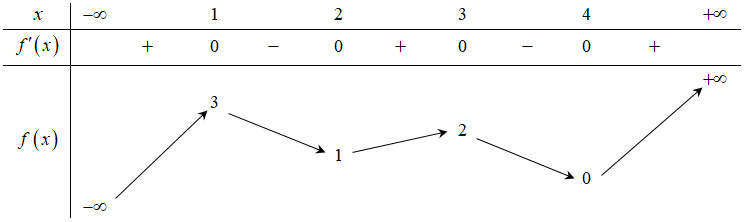 x −∞ 1 2 3 4 +∞
f′(x) + 0 − 0 + 0 − 0 +
+∞
3
2
f(x)
1
0
−∞